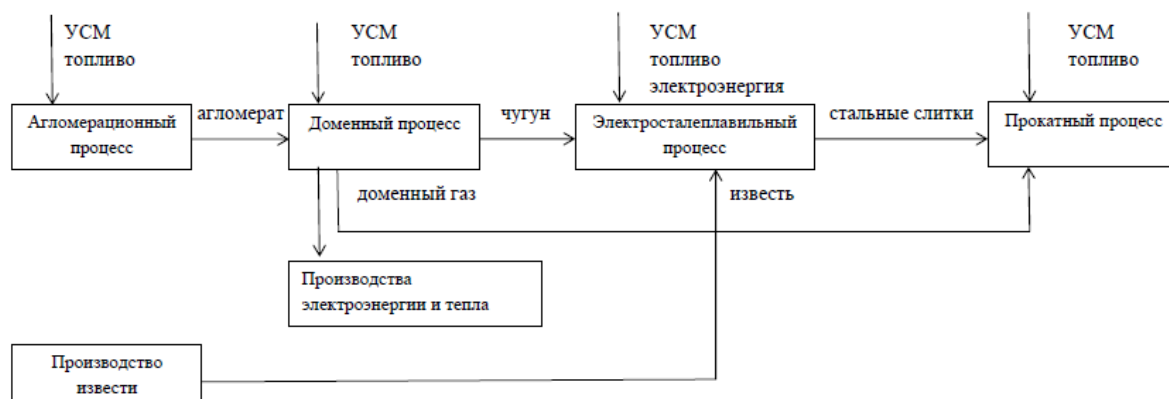 УСМ
топливо
УСМ
топливо
УСМ
топливо
электроэнергия
УСМ
топливо
Агломерационный
процесс
агломерат
Доменный процесс
чугун
Электросталеплавильный
процесс
стальные слитки
Прокатный процесс
доменный газ
известь
Производства
электроэнергии и тепла
Производство
извести